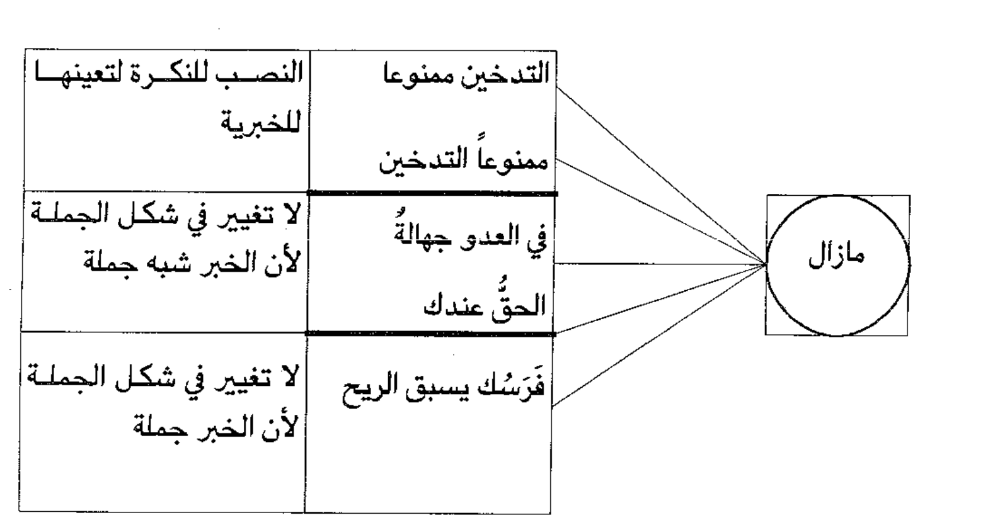 مازال
التدخين ممنوعا
ممنوعاً التدخين
النصب للنكرة لتعينها
للخبرية
في العدو جهالةٌ
الحقُّ عندك
لا تغيير في شكل الجملة
لأن الخبر شبه جملة
فَرَسُك يسبق الريح
لا تغيير في شكل الجملة
لأن الخبر جملة